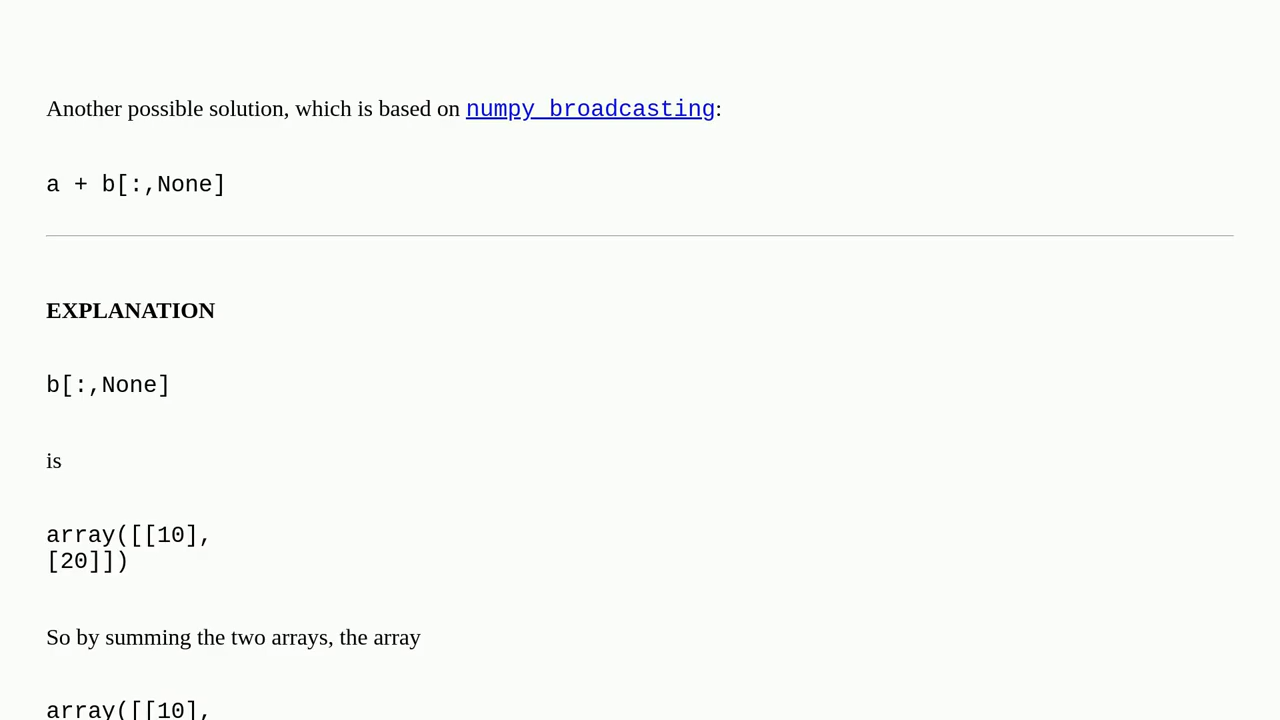 Another possible solution, which is based on numpy broadcasting:
a + b[:,None]
EXPLANATION
b[:,None]
is
array([[10],
[20]])
So by summing the two arrays, the array
array([[10],